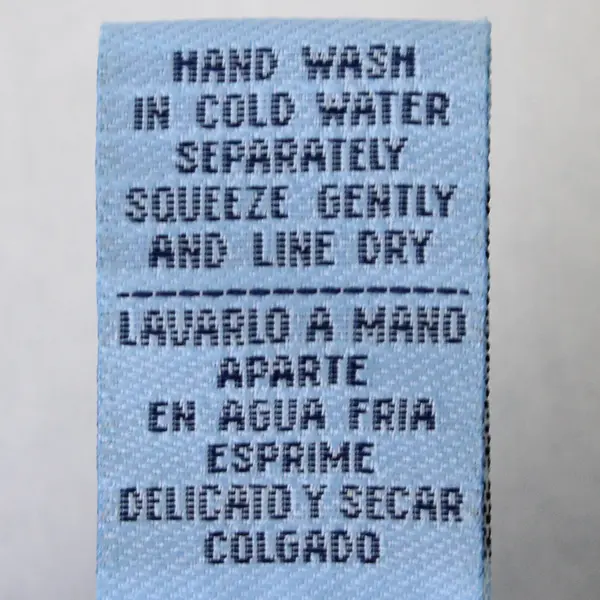 HAND WASH
IN COLD WATER
SEPARATELY
SQUEEZE GENTLY
AND LINE DRY
LAVARLO A MANO
APARTE
EN AGUA FRIA
ESPRIME
DELICATO Y SECAR
COLGADO